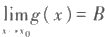 lim g(x) = B
x→x₀